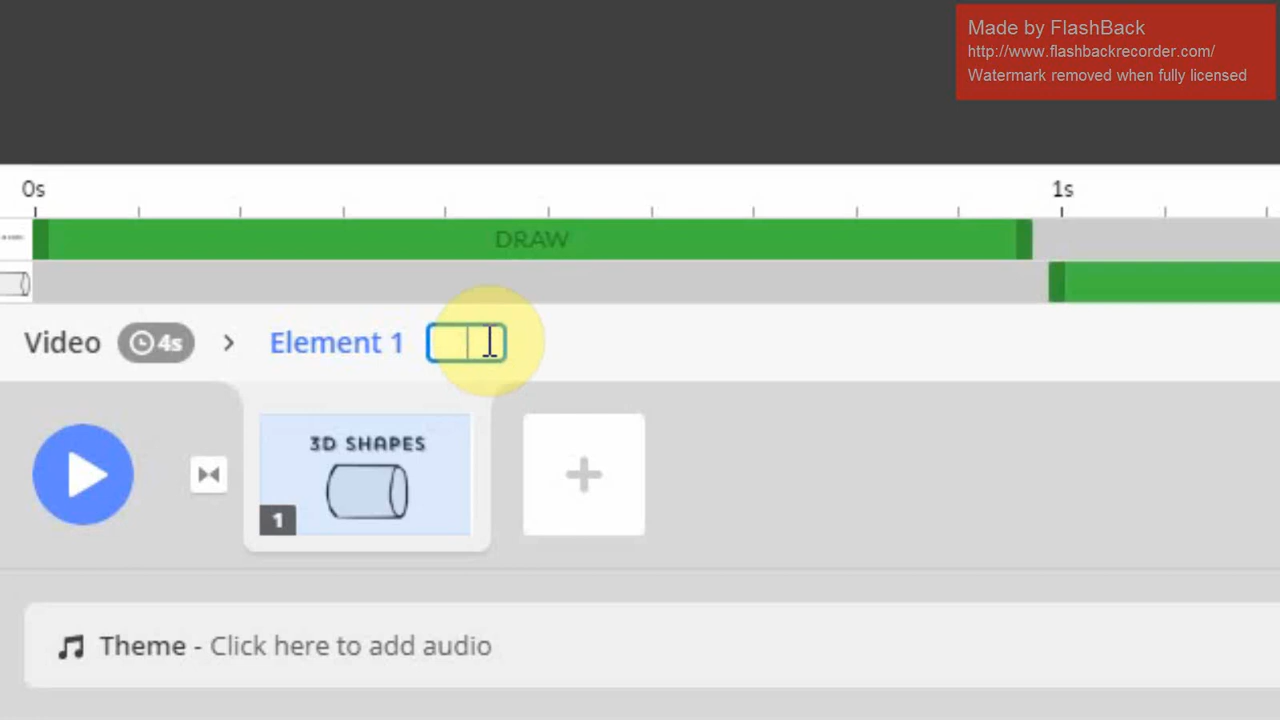 Made by FlashBack
http://www.flashbackrecorder.com/
Watermark removed when fully licensed
0s 1s
DRAW
Video 4s > Element 1
3D SHAPES
1
+
Theme - Click here to add audio